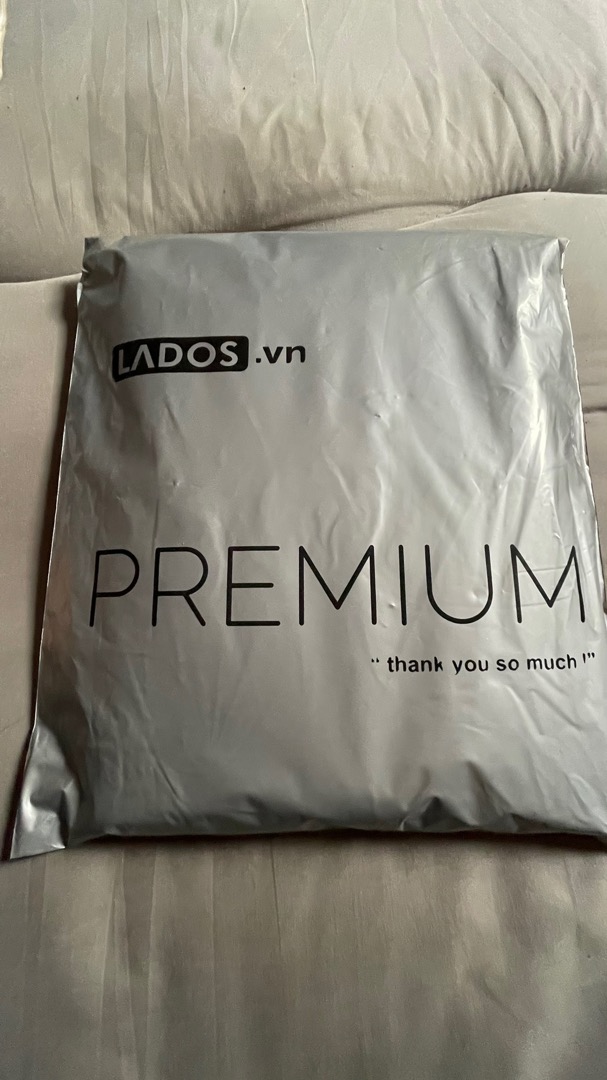 LADOS .vn
PREMIUM
“ thank you so much !”